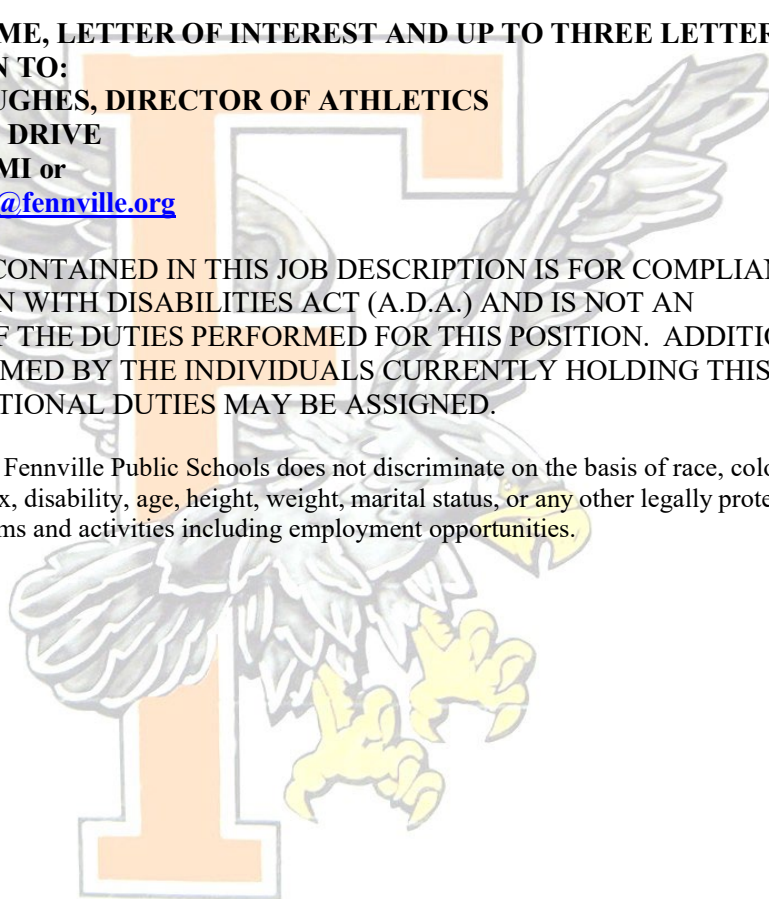 ME, LETTER OF INTEREST AND UP TO THREE LETTER
N TO:
UGHES, DIRECTOR OF ATHLETICS
DRIVE
MI or
@fennville.org
CONTAINED IN THIS JOB DESCRIPTION IS FOR COMPLIAN
N WITH DISABILITIES ACT (A.D.A.) AND IS NOT AN
F THE DUTIES PERFORMED FOR THIS POSITION.  ADDITIO
MED BY THE INDIVIDUALS CURRENTLY HOLDING THIS
TIONAL DUTIES MAY BE ASSIGNED.
Fennville Public Schools does not discriminate on the basis of race, colo
x, disability, age, height, weight, marital status, or any other legally prote
ms and activities including employment opportunities.
F